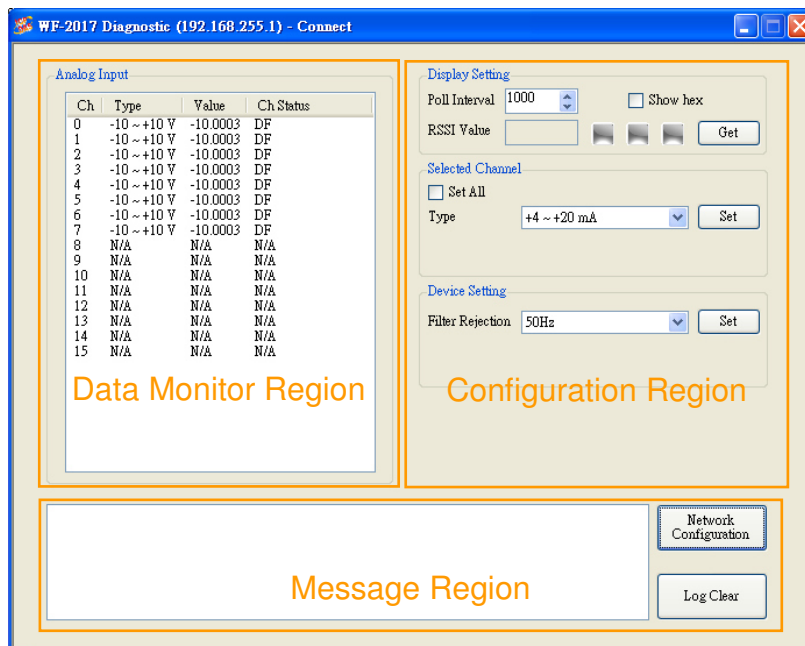 WF-2017 Diagnostic (192.168.255.1) - Connect
Analog Input
Ch Type Value Ch Status
0 -10 ~ +10 V -10.0003 DF
1 -10 ~ +10 V -10.0003 DF
2 -10 ~ +10 V -10.0003 DF
3 -10 ~ +10 V -10.0003 DF
4 -10 ~ +10 V -10.0003 DF
5 -10 ~ +10 V -10.0003 DF
6 -10 ~ +10 V -10.0003 DF
7 -10 ~ +10 V -10.0003 DF
8 N/A N/A N/A
9 N/A N/A N/A
10 N/A N/A N/A
11 N/A N/A N/A
12 N/A N/A N/A
13 N/A N/A N/A
14 N/A N/A N/A
15 N/A N/A N/A
Data Monitor Region
Display Setting
Poll Interval 1000 Show hex
RSSI Value Get
Selected Channel
Set All
Type +4 ~ +20 mA Set
Device Setting
Filter Rejection 50Hz Set
Configuration Region
Message Region
Network
Configuration
Log Clear